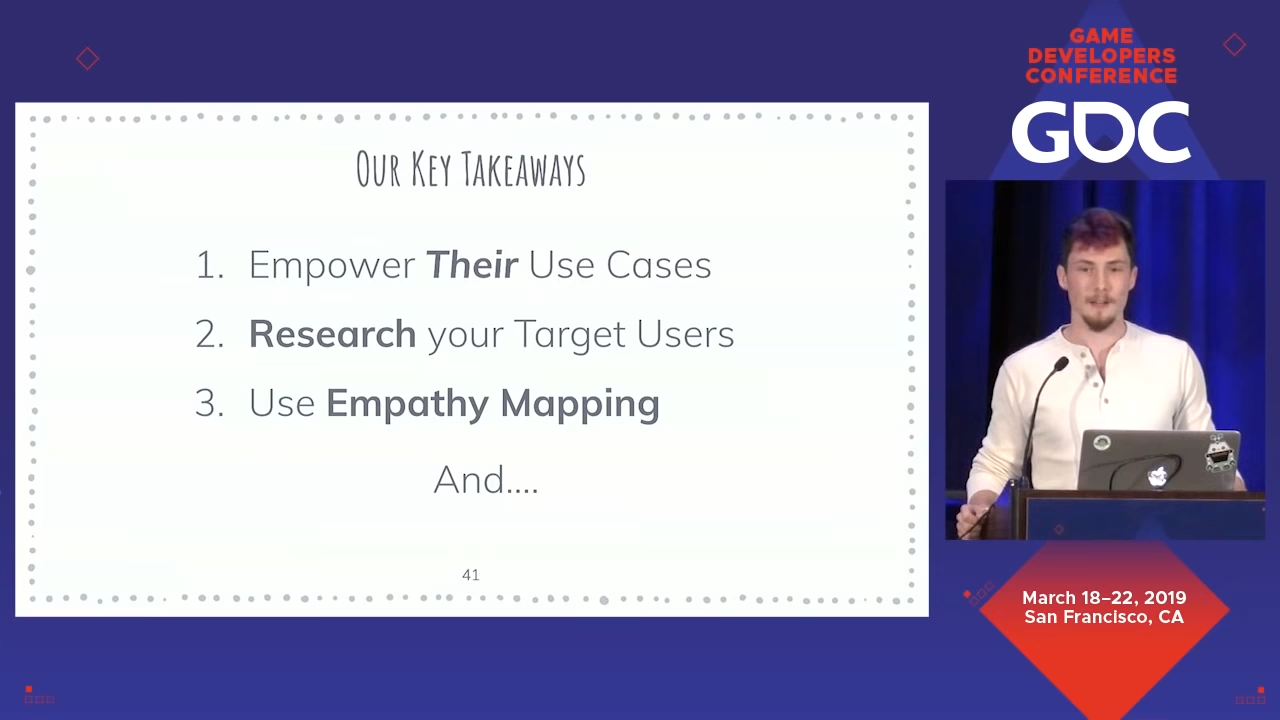 GAME
DEVELOPERS
CONFERENCE
GDC
Our Key Takeaways
1. Empower Their Use Cases
2. Research your Target Users
3. Use Empathy Mapping
And....
41
March 18–22, 2019
San Francisco, CA